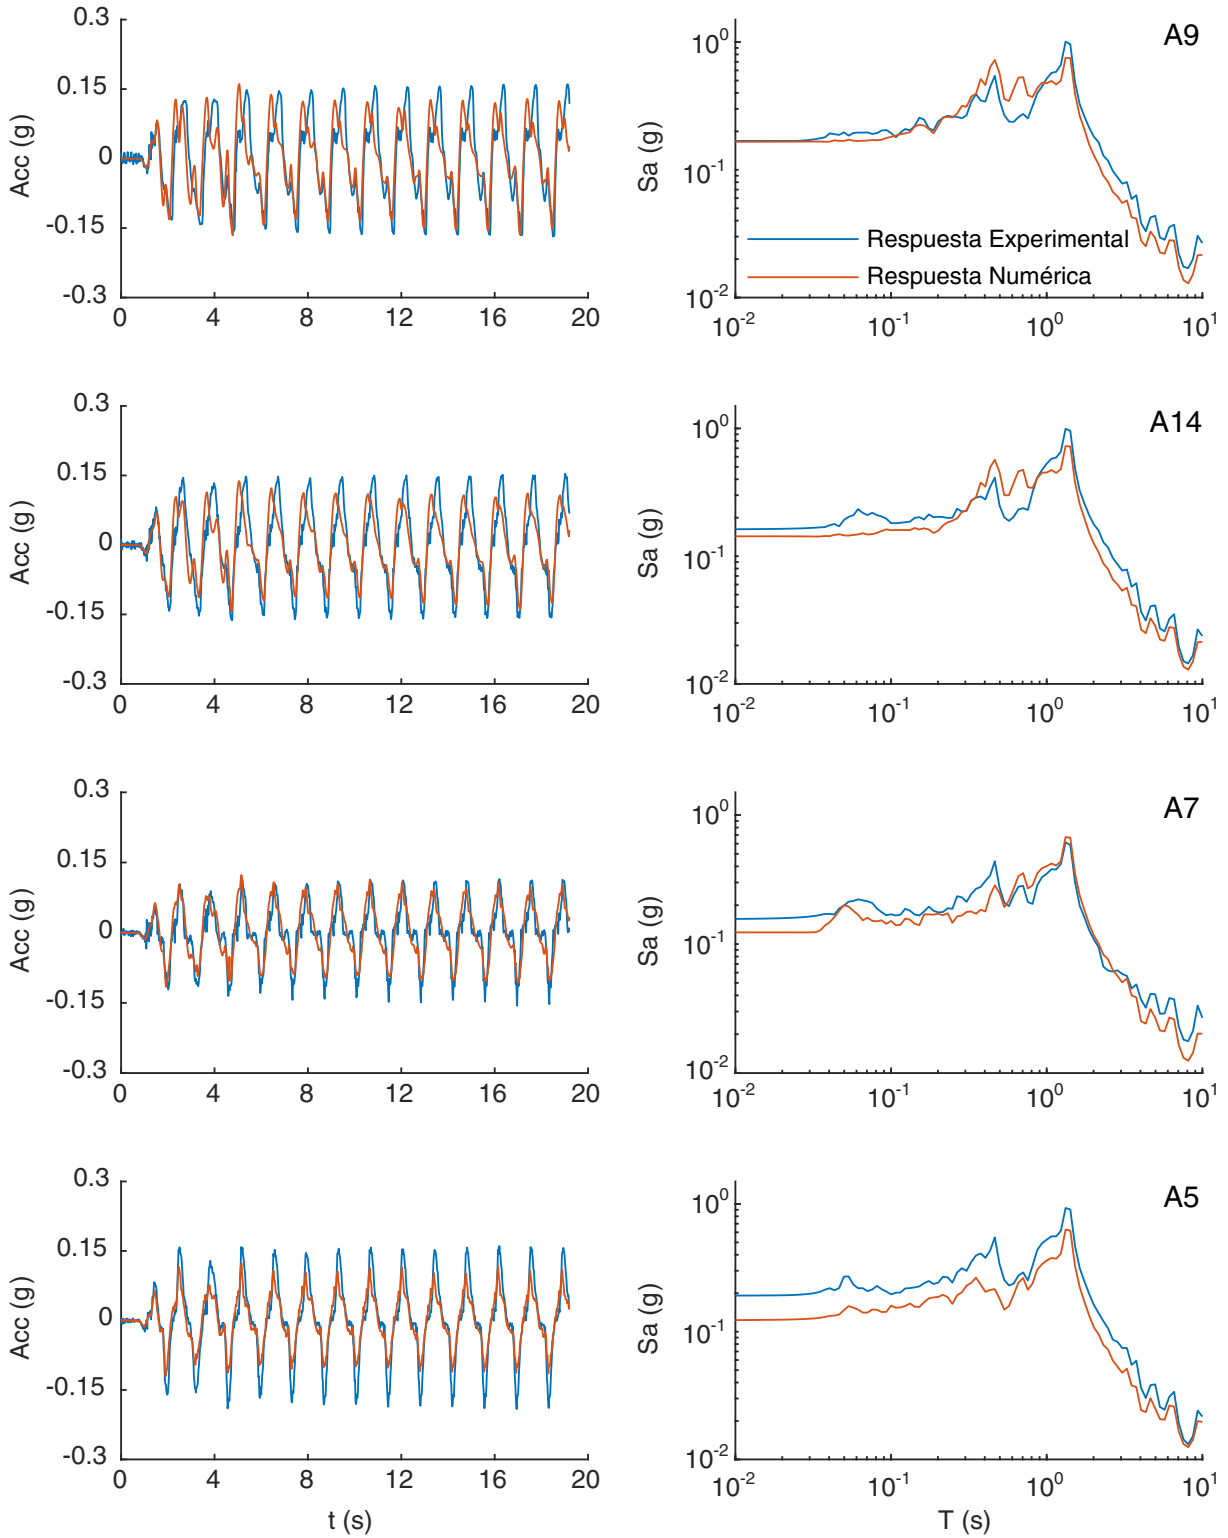 0.3
0.15
0
-0.15
-0.3
Acc (g)
0 4 8 12 16 20
A9
10^0
10^-1
10^-2
Sa (g)
Respuesta Experimental
Respuesta Numérica
10^-2 10^-1 10^0 10^1
0.3
0.15
0
-0.15
-0.3
Acc (g)
0 4 8 12 16 20
A14
10^0
10^-1
10^-2
Sa (g)
10^-2 10^-1 10^0 10^1
0.3
0.15
0
-0.15
-0.3
Acc (g)
0 4 8 12 16 20
A7
10^0
10^-1
10^-2
Sa (g)
10^-2 10^-1 10^0 10^1
0.3
0.15
0
-0.15
-0.3
Acc (g)
0 4 8 12 16 20
t (s)
A5
10^0
10^-1
10^-2
Sa (g)
10^-2 10^-1 10^0 10^1
T (s)